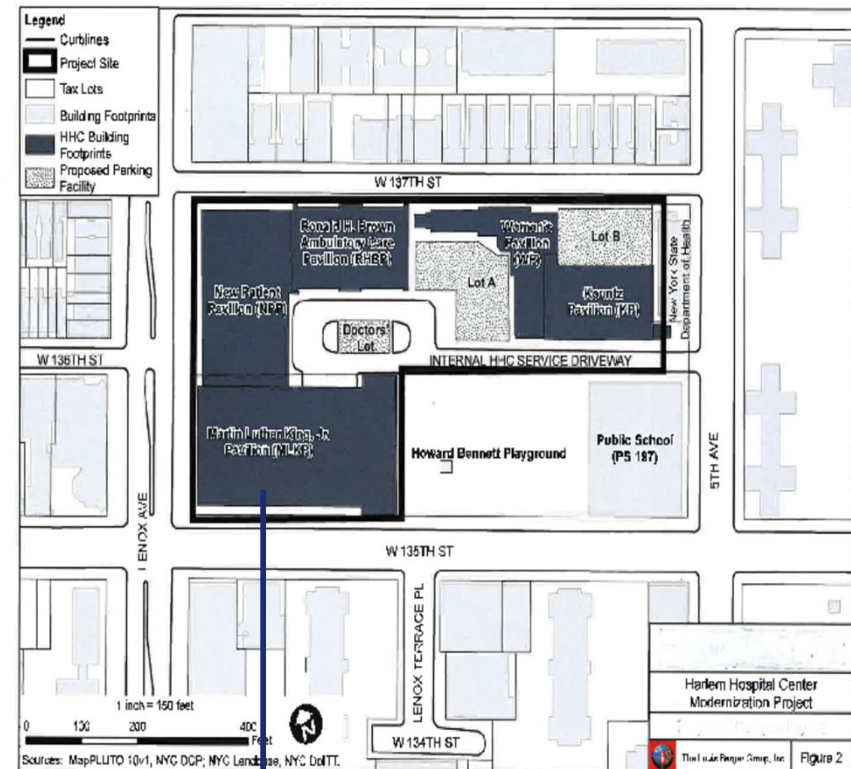 Legend
Curblines
Project Site
Tax Lots
Building Footprints
HHC Building
Footprints
Proposed Parking
Facility
W 137TH ST
Ronald H. Brown
Ambulatory Care
Pavilion (RHBP)
Women's
Pavilion
(WP)
Lot B
New York State
Department of Health
Lot A
New Patient
Pavilion (NPP)
Kountz
Pavilion (KP)
Doctors'
Lot
W 136TH ST
INTERNAL HHC SERVICE DRIVEWAY
Martin Luther King, Jr.
Pavilion (MLKP)
Howard Bennett Playground
Public School
(PS 197)
5TH AVE
LENOX AVE
W 135TH ST
LENOX TERRACE PL
1 inch = 150 feet
0 100 200 400
Feet
N
W 134TH ST
Harlem Hospital Center
Modernization Project
Sources: MapPLUTO 10v1, NYC DCP; NYC Landbase, NYC DoITT.
The Louis Berger Group, Inc
Figure 2